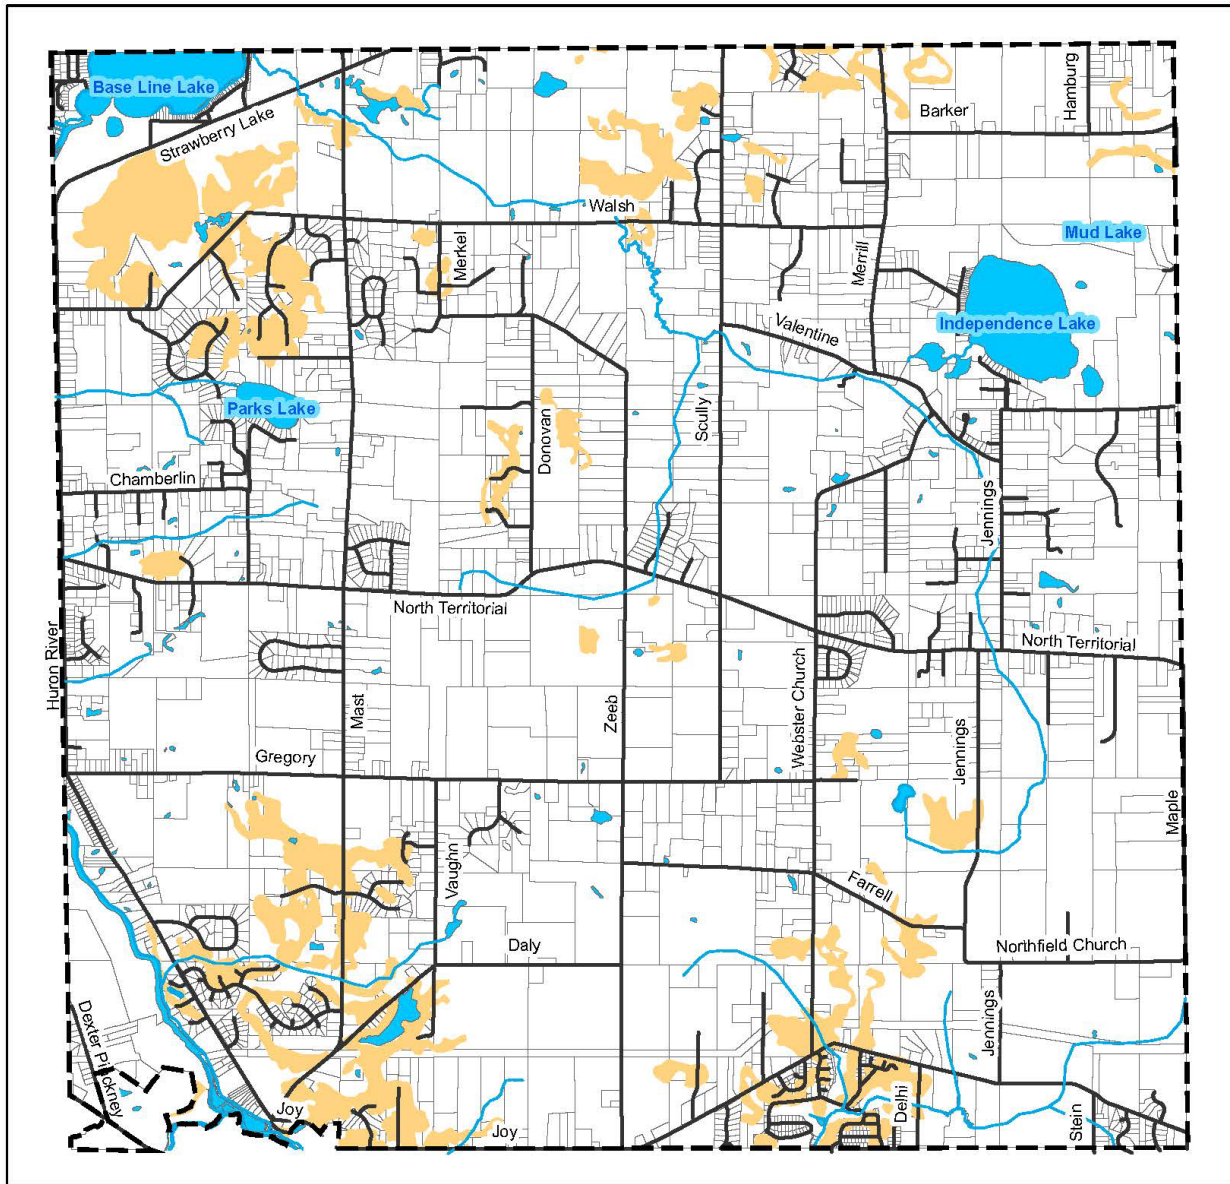 Base Line Lake
Strawberry Lake
Barker
Hamburg
Walsh
Mud Lake
Merkel
Merrill
Valentine
Independence Lake
Parks Lake
Scully
Donovan
Chamberlin
Jennings
North Territorial
North Territorial
Huron River
Mast
Zeeb
Webster Church
Gregory
Jennings
Maple
Vaughn
Farrell
Daly
Northfield Church
Dexter Pinckney
Jennings
Joy
Joy
Delhi
Stein